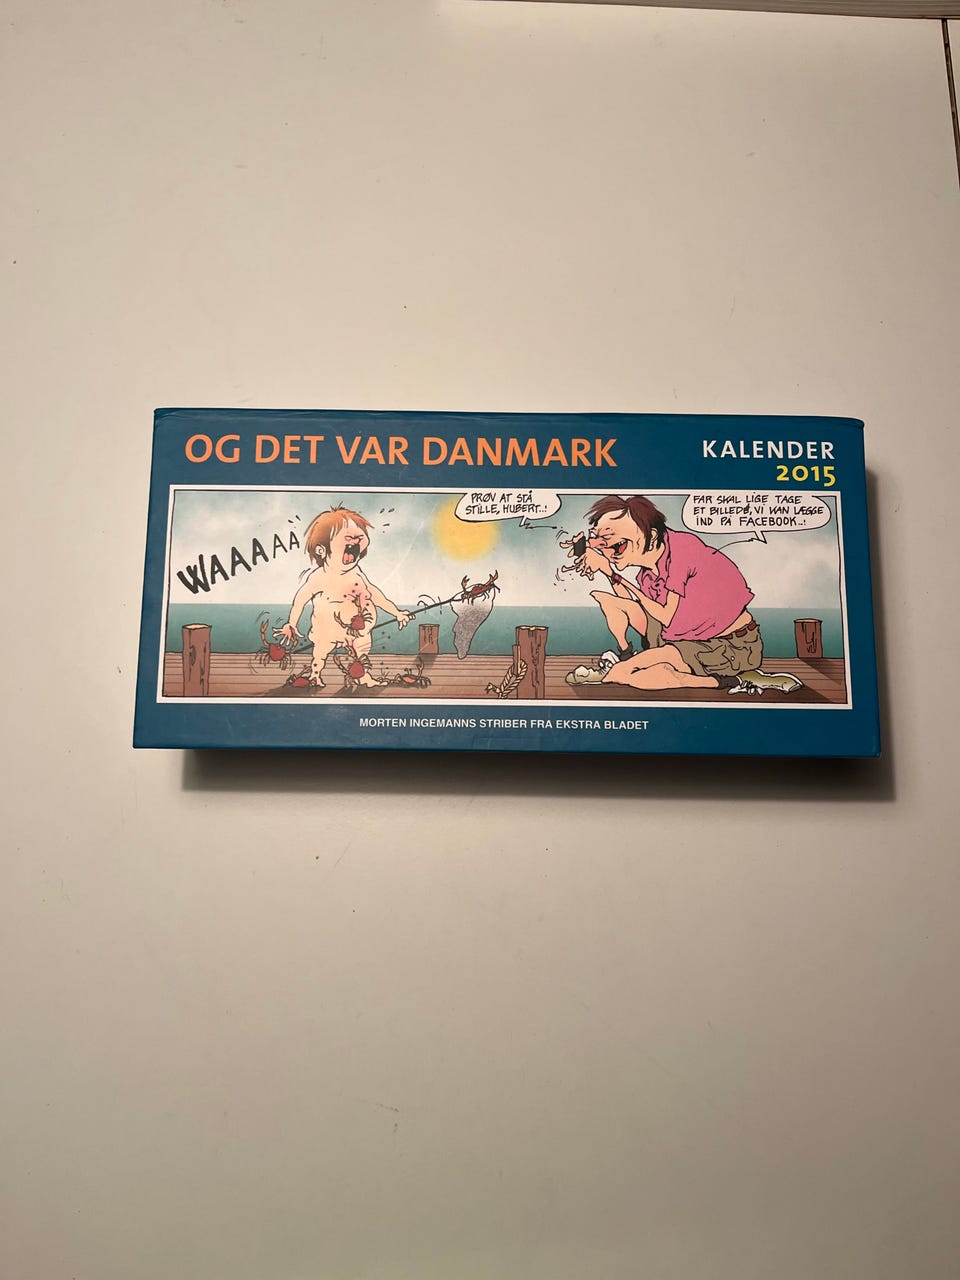 OG DET VAR DANMARK
KALENDER
2015
WAAAAAA
PRØV AT STÅ
STILLE, HUBERT..!
FAR SKAL LIGE TAGE
ET BILLEDE, VI KAN LÆGGE
IND PÅ FACEBOOK..!
MORTEN INGEMANNS STRIBER FRA EKSTRA BLADET